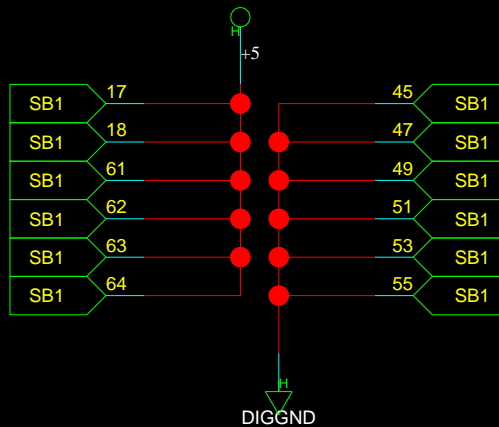 H
+5
SB1 17 45 SB1
SB1 18 47 SB1
SB1 61 49 SB1
SB1 62 51 SB1
SB1 63 53 SB1
SB1 64 55 SB1
H
DIGGND